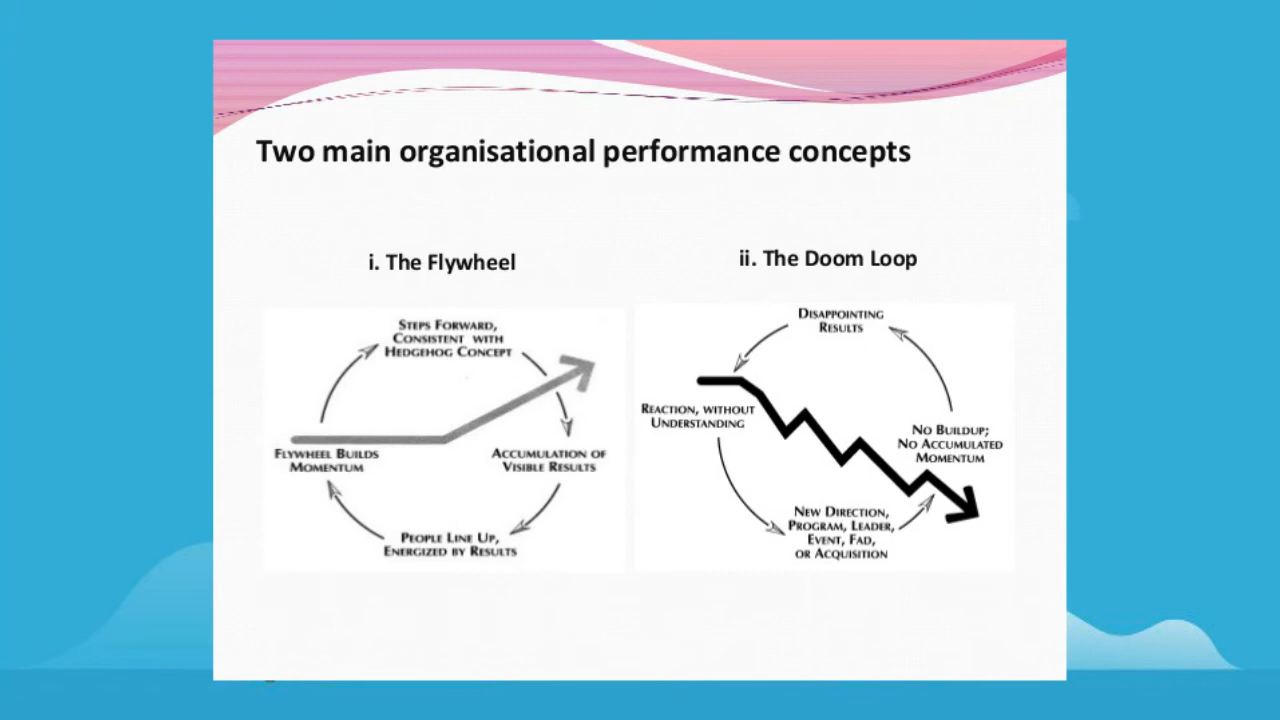 Two main organisational performance concepts
i. The Flywheel
STEPS FORWARD,
CONSISTENT WITH
HEDGEHOG CONCEPT
FLYWHEEL BUILDS
MOMENTUM
ACCUMULATION OF
VISIBLE RESULTS
PEOPLE LINE UP,
ENERGIZED BY RESULTS
ii. The Doom Loop
DISAPPOINTING
RESULTS
REACTION, WITHOUT
UNDERSTANDING
NO BUILDUP;
NO ACCUMULATED
MOMENTUM
NEW DIRECTION,
PROGRAM, LEADER,
EVENT, FAD,
OR ACQUISITION